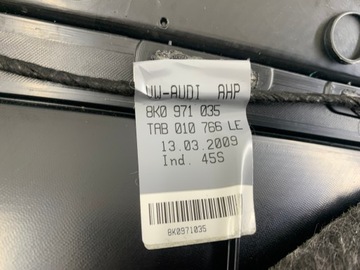 VW-AUDI AHP
8K0 971 035
TAB 010 766 LE
13.03.2009
Ind. 45S
8K0971035